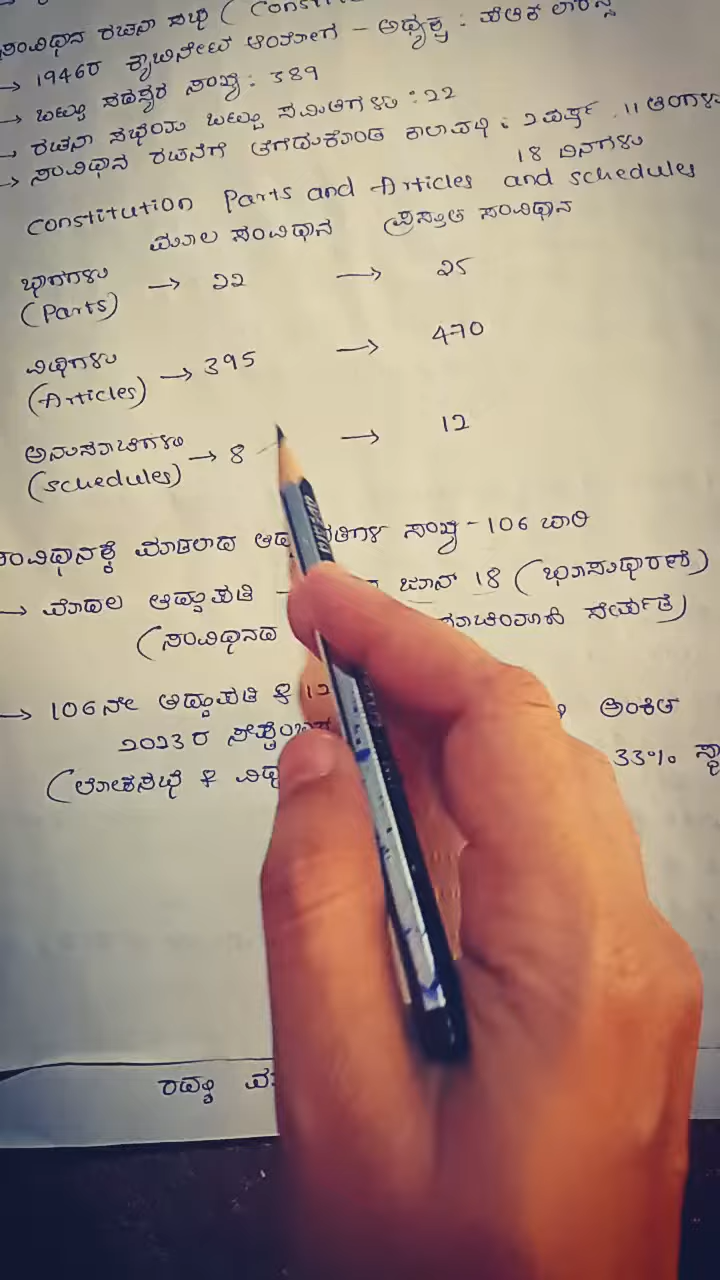 ಸಂವಿಧಾನ ರಚನಾ ಸಭೆ (
→ 1946ರ ಕ್ಯಾಬಿನೇಟ ಆಯೋಗ - ಅಧ್ಯಕ್ಷ :
→ ಒಟ್ಟು ಸದಸ್ಯರ ಸಂಖ್ಯೆ : 389
→ ರಚನಾ ಸಭೆಯ ಒಟ್ಟು ಸಮಿತಿಗಳು : 22
→ ಸಂವಿಧಾನ ರಚನೆಗೆ ತೆಗೆದುಕೊಂಡ ಕಾಲಾವಧಿ : 2 ವರ್ಷ 11 ತಿಂಗಳು
18 ದಿನಗಳು
Constitution Parts and Articles and schedules
ಮೂಲ ಸಂವಿಧಾನ ಪ್ರಸ್ತುತ ಸಂವಿಧಾನ
ಭಾಗಗಳು → 22 → 25
(Parts)
ವಿಧಿಗಳು → 395 → 470
(Articles)
ಅನುಸೂಚಿಗಳು → 8 → 12
(schedules)
ಸಂವಿಧಾನಕ್ಕೆ ಮಾಡಲಾದ ಸಂಖ್ಯೆ - 106 ಬಾರಿ
→ ಮೊದಲ ತಿದ್ದುಪಡಿ - ಜೂನ್ 18 (ಭೂಸುಧಾರಣೆ)
(ಸಂವಿಧಾನದ ಸೇರ್ಪಡೆ)
→ 106ನೇ ತಿದ್ದುಪಡಿ 12 ಅಂಕಿತ
2023ರ ಸೆಪ್ಟೆಂಬರ
(ಲೋಕಸಭೆ & 33%